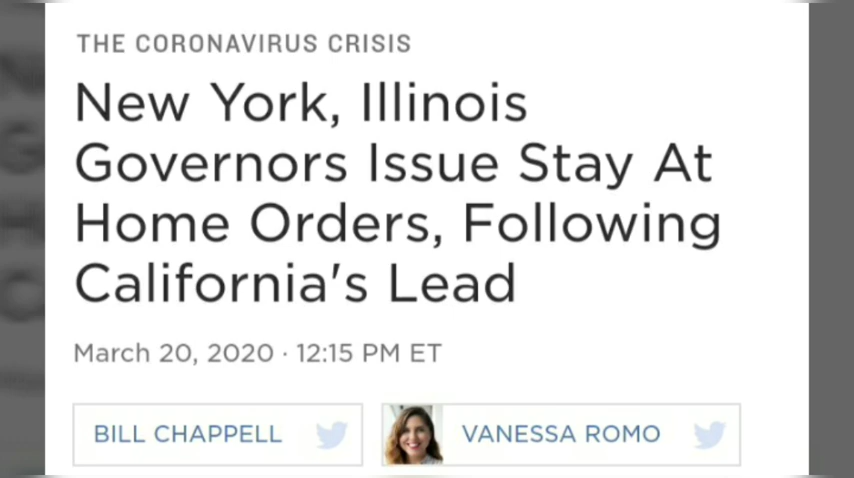 THE CORONAVIRUS CRISIS
New York, Illinois
Governors Issue Stay At
Home Orders, Following
California's Lead
March 20, 2020 · 12:15 PM ET
BILL CHAPPELL
VANESSA ROMO